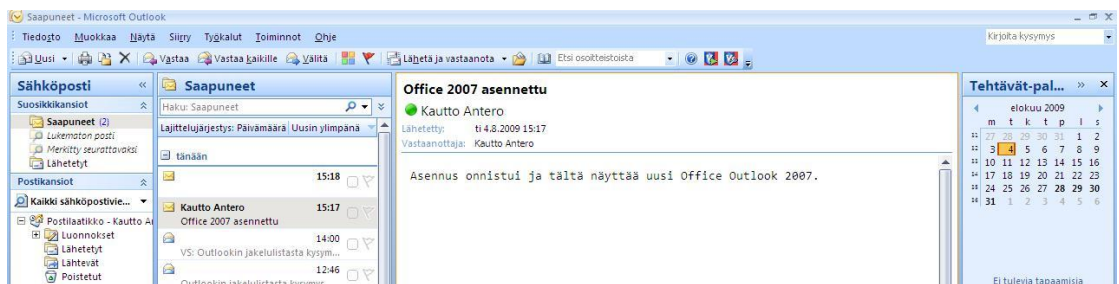 Saapuneet - Microsoft Outlook
Tiedosto Muokkaa Näytä Siirry Työkalut Toiminnot Ohje
Kirjoita kysymys
Uusi Vastaa Vastaa kaikille Välitä Lähetä ja vastaanota Etsi osoitteistoista
Sähköposti «
Suosikkikansiot
Saapuneet (2)
Lukematon posti
Merkitty seurattavaksi
Lähetetyt
Postikansiot
Kaikki sähköpostivie...
Postilaatikko - Kautto A
Luonnokset
Lähetetyt
Lähtevät
Poistetut
Saapuneet
Haku: Saapuneet
Lajittelujärjestys: Päivämäärä Uusin ylimpänä
tänään
15:18
Kautto Antero 15:17
Office 2007 asennettu
14:00
VS: Outlookin jakelulistasta kysym...
12:46
Outlookin jakelulistasta kysymys
Office 2007 asennettu
Kautto Antero
Lähetetty: ti 4.8.2009 15:17
Vastaanottaja: Kautto Antero
Asennus onnistui ja tältä näyttää uusi Office Outlook 2007.
Tehtävät-pal... » ×
elokuu 2009
m t k t p l s
27 28 29 30 31 1 2
3 4 5 6 7 8 9
10 11 12 13 14 15 16
17 18 19 20 21 22 23
24 25 26 27 28 29 30
31 1 2 3 4 5 6
Ei tulevia tapaamisia